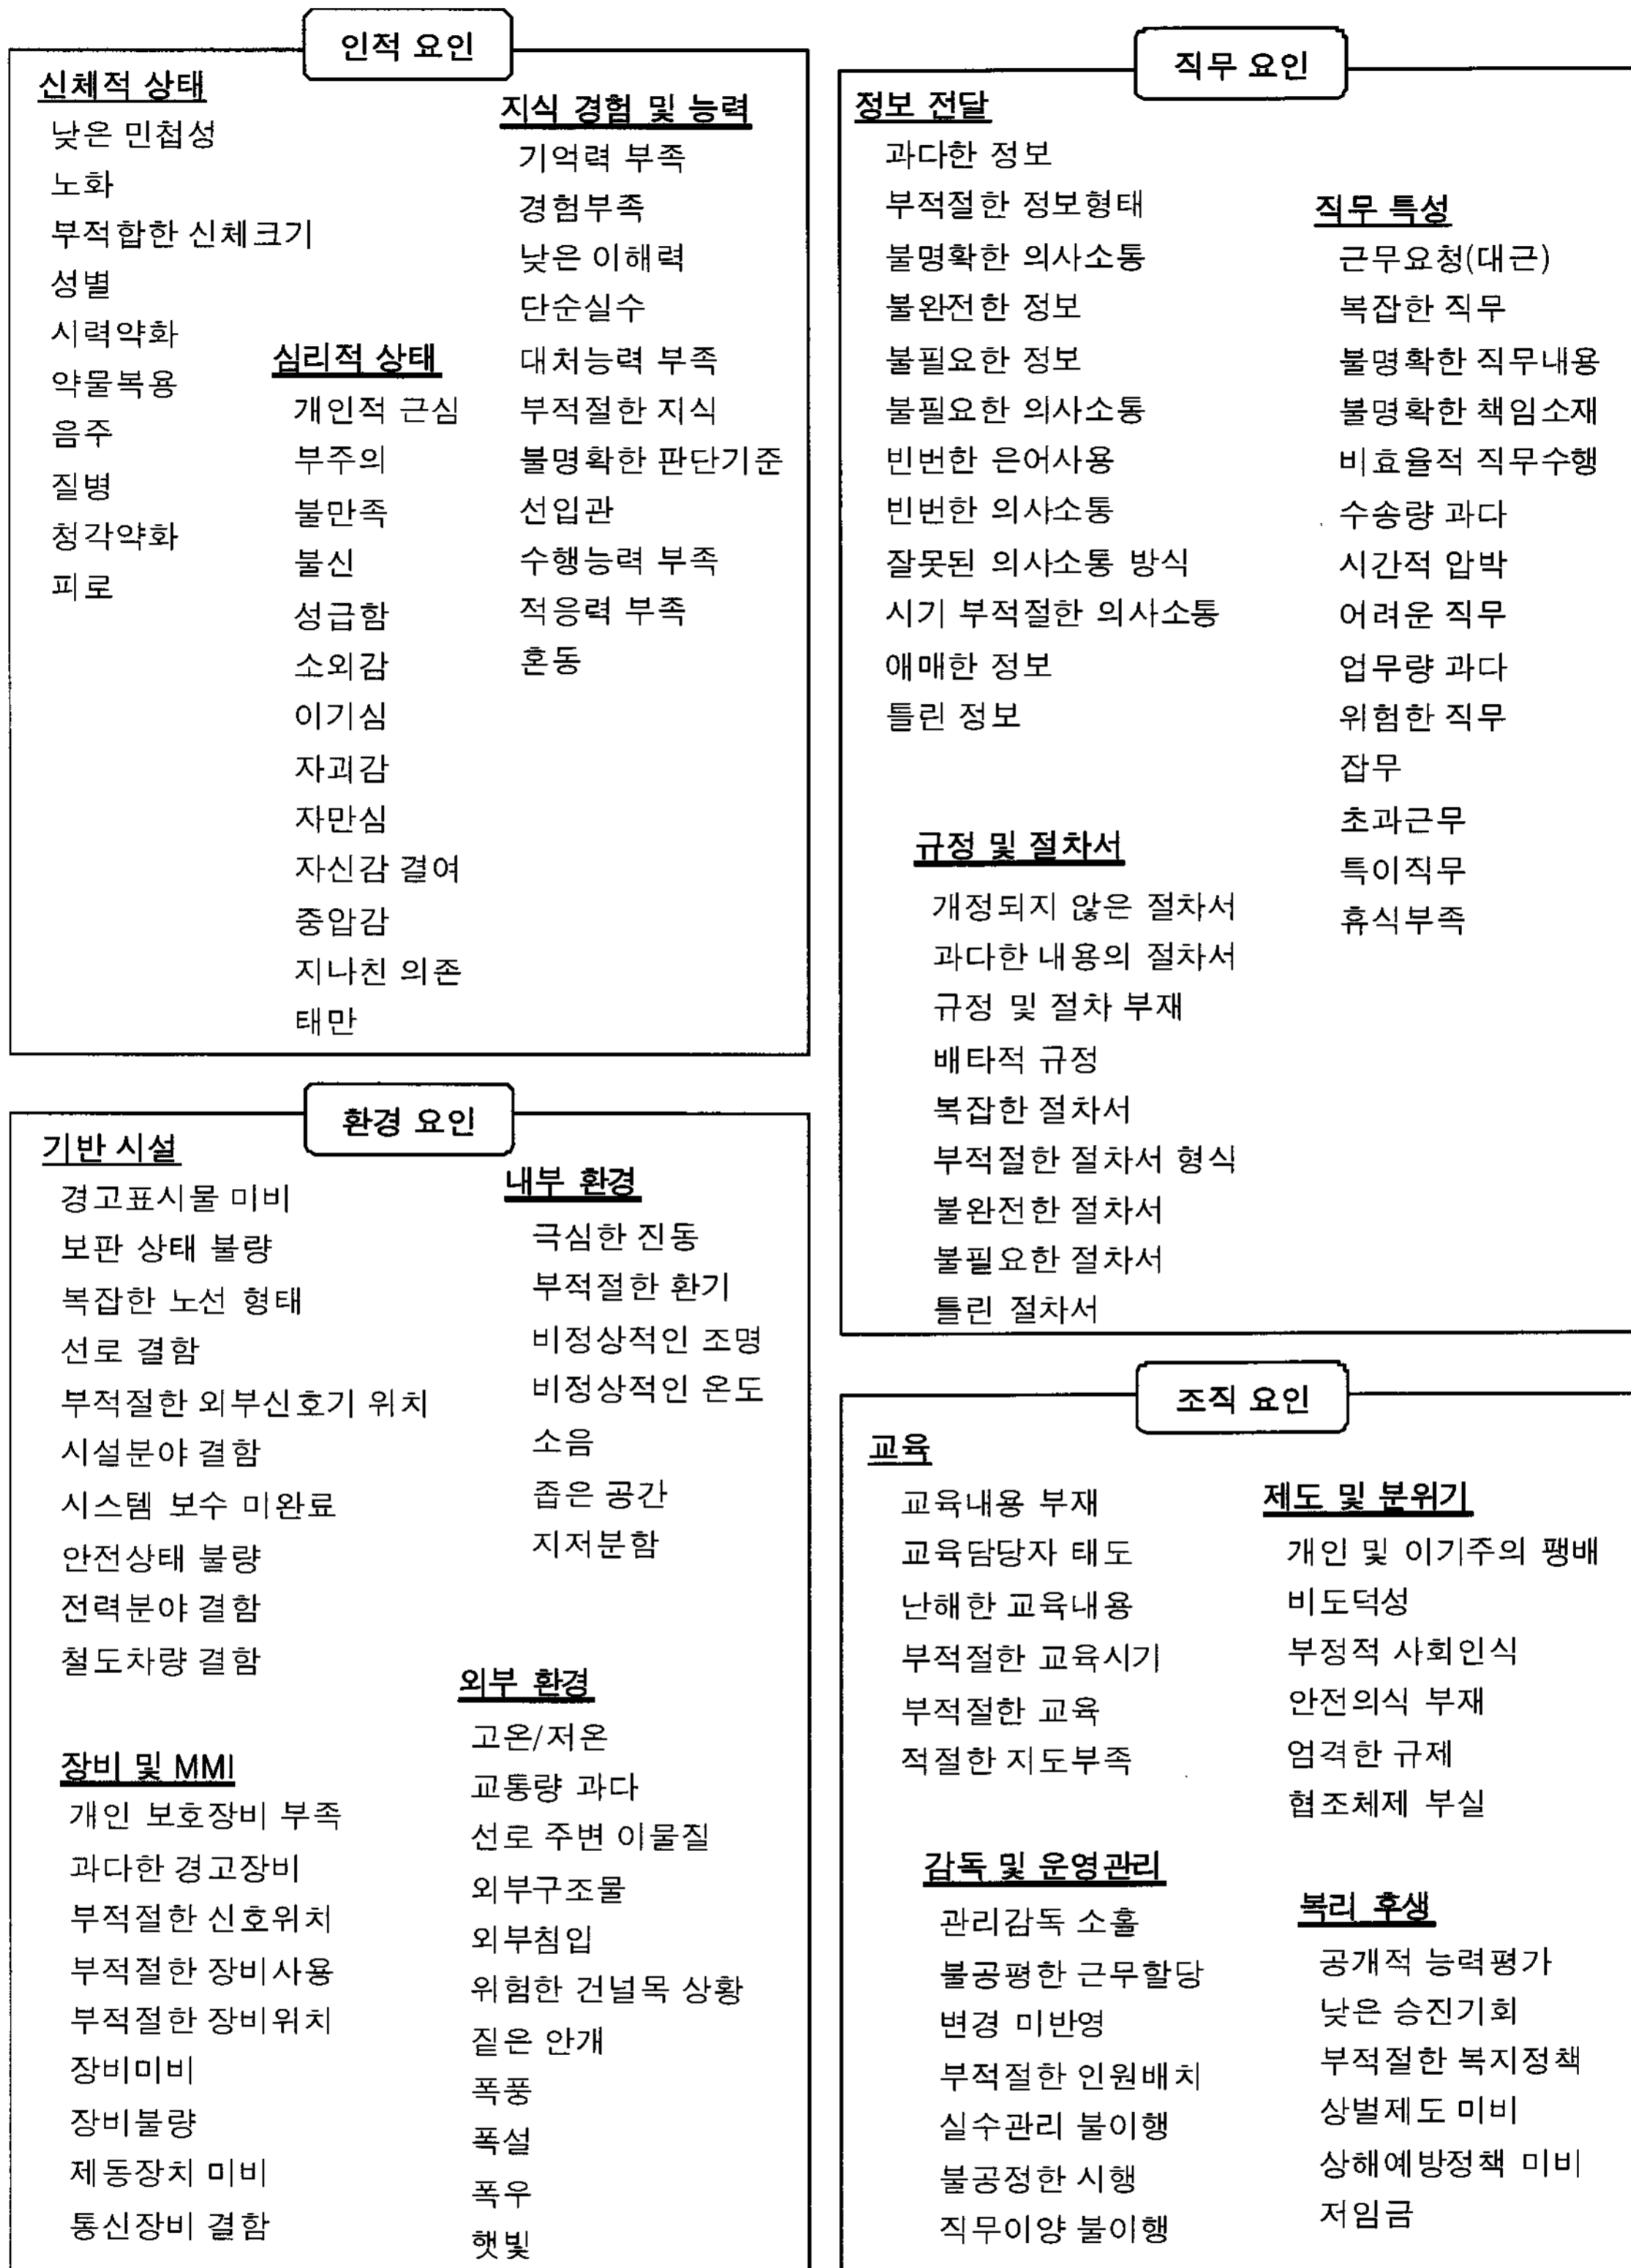 인적 요인
신체적 상태
낮은 민첩성
노화
부적합한 신체크기
성별
시력약화
약물복용
음주
질병
청각약화
피로
심리적 상태
개인적 근심
부주의
불만족
불신
성급함
소외감
이기심
자괴감
자만심
자신감 결여
중압감
지나친 의존
태만
지식 경험 및 능력
기억력 부족
경험부족
낮은 이해력
단순실수
대처능력 부족
부적절한 지식
불명확한 판단기준
선입관
수행능력 부족
적응력 부족
혼동
직무 요인
정보 전달
과다한 정보
부적절한 정보형태
불명확한 의사소통
불완전한 정보
불필요한 정보
불필요한 의사소통
빈번한 은어사용
빈번한 의사소통
잘못된 의사소통 방식
시기 부적절한 의사소통
애매한 정보
틀린 정보
직무 특성
근무요청(대근)
복잡한 직무
불명확한 직무내용
불명확한 책임소재
비효율적 직무수행
수송량 과다
시간적 압박
어려운 직무
업무량 과다
위험한 직무
잡무
초과근무
특이직무
휴식부족
규정 및 절차서
개정되지 않은 절차서
과다한 내용의 절차서
규정 및 절차 부재
배타적 규정
복잡한 절차서
부적절한 절차서 형식
불완전한 절차서
불필요한 절차서
틀린 절차서
환경 요인
기반 시설
경고표시물 미비
보판 상태 불량
복잡한 노선 형태
선로 결함
부적절한 외부신호기 위치
시설분야 결함
시스템 보수 미완료
안전상태 불량
전력분야 결함
철도차량 결함
내부 환경
극심한 진동
부적절한 환기
비정상적인 조명
비정상적인 온도
소음
좁은 공간
지저분함
장비 및 MMI
개인 보호장비 부족
과다한 경고장비
부적절한 신호위치
부적절한 장비사용
부적절한 장비위치
장비미비
장비불량
제동장치 미비
통신장비 결함
외부 환경
고온/저온
교통량 과다
선로 주변 이물질
외부구조물
외부침입
위험한 건널목 상황
짙은 안개
폭풍
폭설
폭우
햇빛
조직 요인
교육
교육내용 부재
교육담당자 태도
난해한 교육내용
부적절한 교육시기
부적절한 교육
적절한 지도부족
제도 및 분위기
개인 및 이기주의 팽배
비도덕성
부정적 사회인식
안전의식 부재
엄격한 규제
협조체제 부실
감독 및 운영관리
관리감독 소홀
불공평한 근무할당
변경 미반영
부적절한 인원배치
실수관리 불이행
불공정한 시행
직무이양 불이행
복리 후생
공개적 능력평가
낮은 승진기회
부적절한 복지정책
상벌제도 미비
상해예방정책 미비
저임금